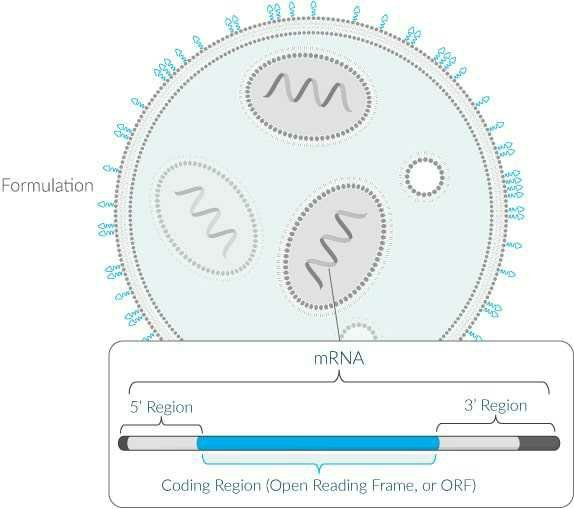 Formulation
mRNA
5’ Region
3’ Region
Coding Region (Open Reading Frame, or ORF)